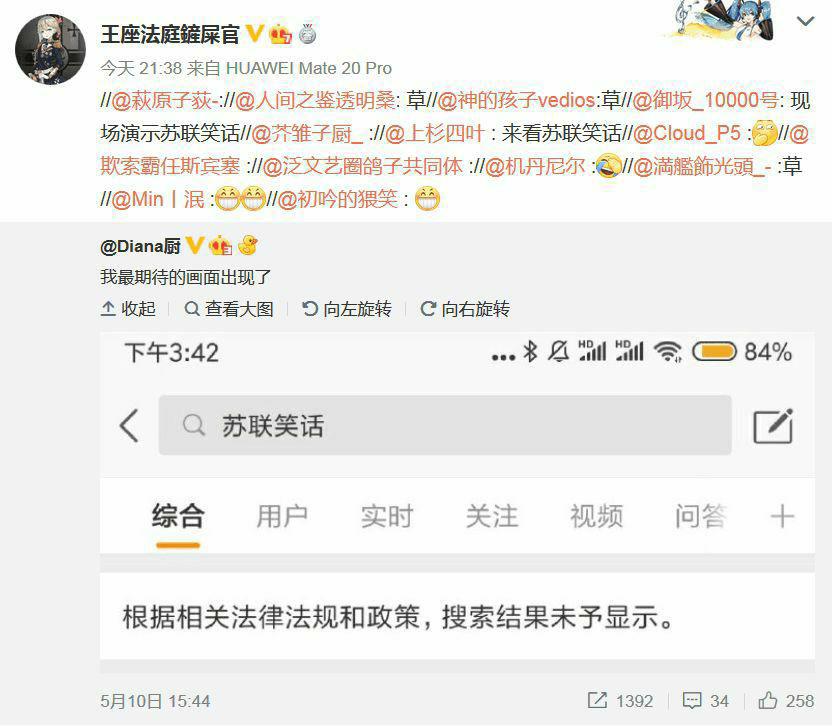 王座法庭鏟屎官
今天 21:38 来自 HUAWEI Mate 20 Pro
//@萩原子荻-://@人间之鉴透明桑: 草//@神的孩子vedios:草//@御坂_10000号: 现
场演示苏联笑话//@芥雏子厨_ ://@上杉四叶 : 来看苏联笑话//@Cloud_P5 : //@
欺索霸任斯宾塞 ://@泛文艺圈鸽子共同体 ://@机丹尼尔 : //@満艦飾光頭_- :草
//@Min丨泯 : //@初吟的猥笑 :
@Diana厨
我最期待的画面出现了
收起 查看大图 向左旋转 向右旋转
下午3:42 HD HD 84%
苏联笑话
综合 用户 实时 关注 视频 问答
根据相关法律法规和政策，搜索结果未予显示。
5月10日 15:44 1392 34 258